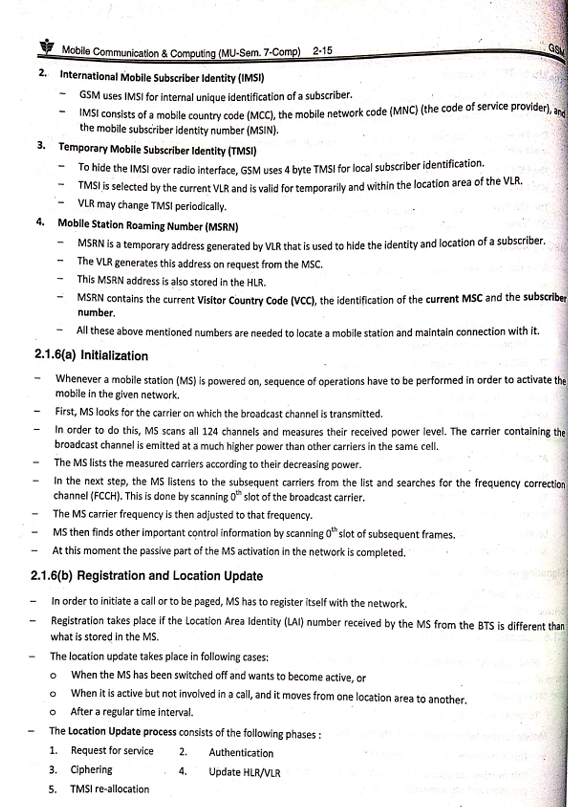 Mobile Communication & Computing (MU-Sem. 7-Comp) 2-15 GSM
2. International Mobile Subscriber Identity (IMSI)
– GSM uses IMSI for internal unique identification of a subscriber.
– IMSI consists of a mobile country code (MCC), the mobile network code (MNC) (the code of service provider), and
the mobile subscriber identity number (MSIN).
3. Temporary Mobile Subscriber Identity (TMSI)
– To hide the IMSI over radio interface, GSM uses 4 byte TMSI for local subscriber identification.
– TMSI is selected by the current VLR and is valid for temporarily and within the location area of the VLR.
– VLR may change TMSI periodically.
4. Mobile Station Roaming Number (MSRN)
– MSRN is a temporary address generated by VLR that is used to hide the identity and location of a subscriber.
– The VLR generates this address on request from the MSC.
– This MSRN address is also stored in the HLR.
– MSRN contains the current Visitor Country Code (VCC), the identification of the current MSC and the subscriber
number.
– All these above mentioned numbers are needed to locate a mobile station and maintain connection with it.
2.1.6(a) Initialization
– Whenever a mobile station (MS) is powered on, sequence of operations have to be performed in order to activate the
mobile in the given network.
– First, MS looks for the carrier on which the broadcast channel is transmitted.
– In order to do this, MS scans all 124 channels and measures their received power level. The carrier containing the
broadcast channel is emitted at a much higher power than other carriers in the same cell.
– The MS lists the measured carriers according to their decreasing power.
– In the next step, the MS listens to the subsequent carriers from the list and searches for the frequency correction
channel (FCCH). This is done by scanning 0th slot of the broadcast carrier.
– The MS carrier frequency is then adjusted to that frequency.
– MS then finds other important control information by scanning 0th slot of subsequent frames.
– At this moment the passive part of the MS activation in the network is completed.
2.1.6(b) Registration and Location Update
– In order to initiate a call or to be paged, MS has to register itself with the network.
– Registration takes place if the Location Area Identity (LAI) number received by the MS from the BTS is different than
what is stored in the MS.
– The location update takes place in following cases:
o When the MS has been switched off and wants to become active, or
o When it is active but not involved in a call, and it moves from one location area to another.
o After a regular time interval.
– The Location Update process consists of the following phases :
1. Request for service 2. Authentication
3. Ciphering 4. Update HLR/VLR
5. TMSI re-allocation